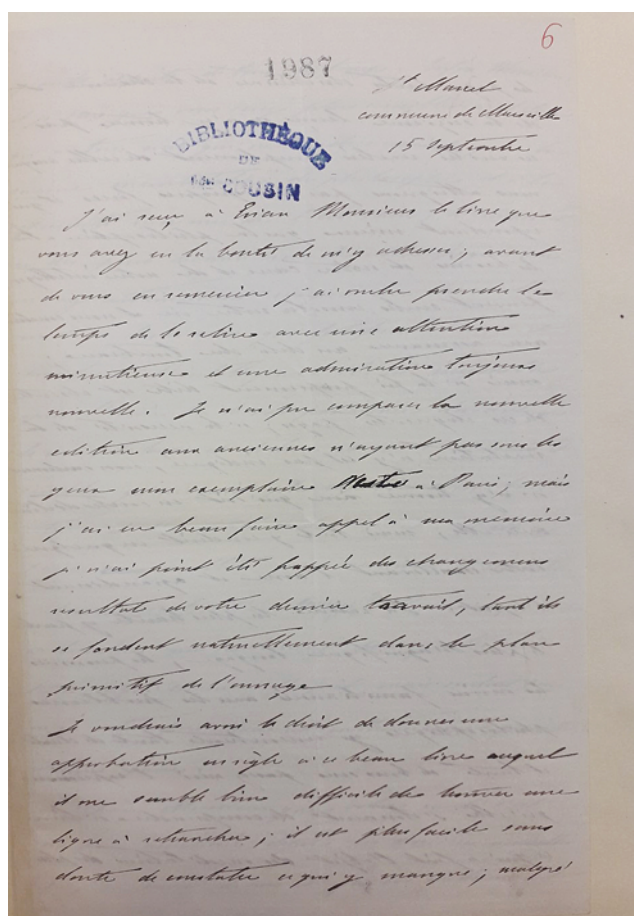 6
1987
St Marcel
commune de Marseille
15 Septembre
BIBLIOTHÈQUE
DE
COUSIN
J'ai reçu à Evian Monsieur le livre que
vous avez eu la bonté de m'y adresser ; avant
de vous en remercier j'ai voulu prendre le
temps de le relire avec une attention
minutieuse et une admiration toujours
nouvelle. Je n'ai pu comparer la nouvelle
edition aux anciennes n'ayant pas sous les
yeux mon exemplaire resté à Paris ; mais
j'ai eu beau faire appel à ma mémoire
je n'ai point été frappée des changemens
resultat de votre dernier travail, tant ils
se fondent naturellement dans le plan
primitif de l'ouvrage
Je voudrais avoir le droit de donner une
approbation en règle à ce beau livre auquel
il me semble bien difficile de trouver une
ligne à retrancher ; il est plus facile sans
doute de constater ce qui y manque ; malgré